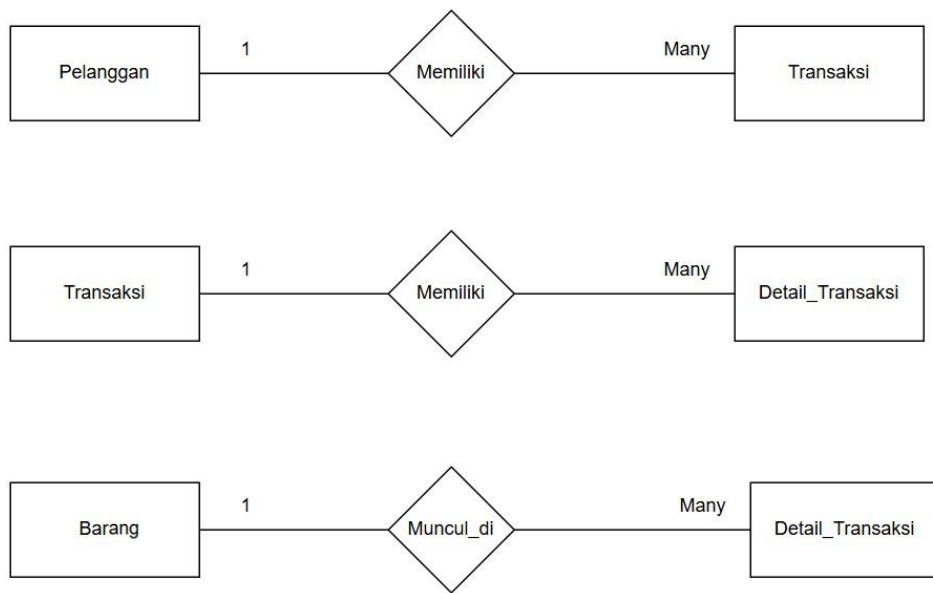 Pelanggan
1
Memiliki
Many
Transaksi
Transaksi
1
Memiliki
Many
Detail_Transaksi
Barang
1
Muncul_di
Many
Detail_Transaksi